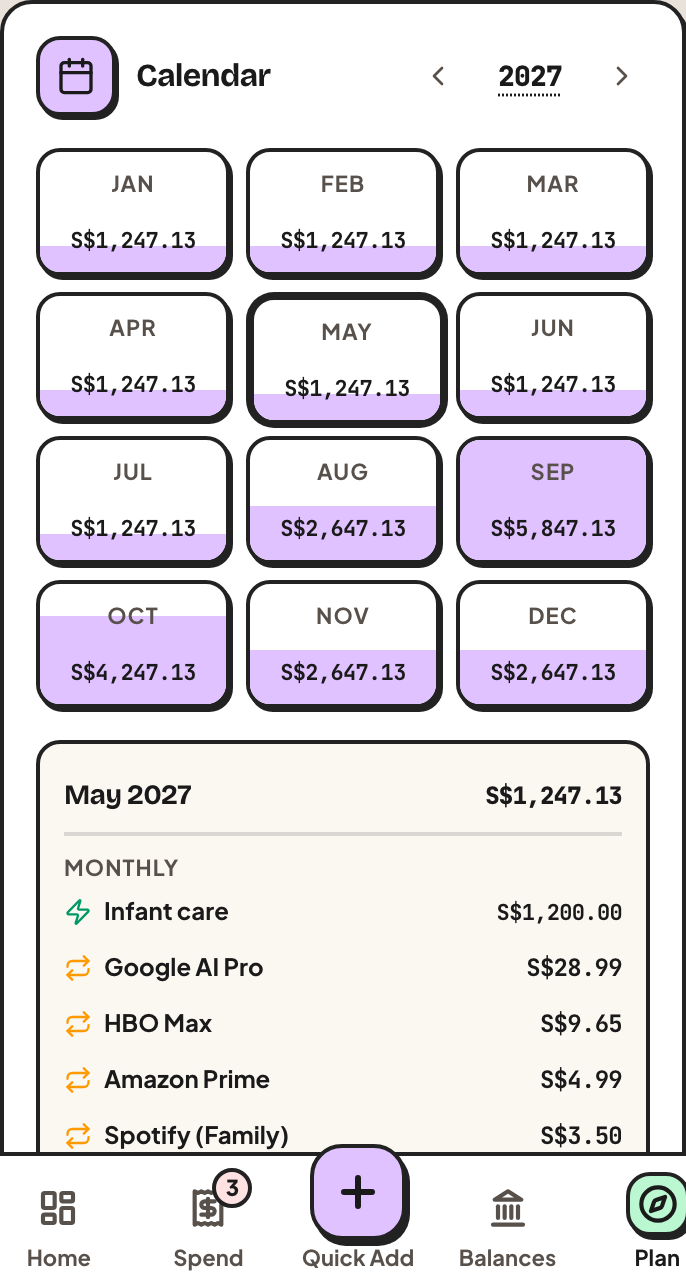 Calendar
2027
JAN
FEB
MAR
S$1,247.13
S$1,247.13
S$1,247.13
APR
MAY
JUN
S$1,247.13
S$1,247.13
S$1,247.13
JUL
AUG
SEP
S$1,247.13
S$2,647.13
S$5,847.13
OCT
NOV
DEC
S$4,247.13
S$2,647.13
S$2,647.13
May 2027
S$1,247.13
MONTHLY
Infant care
S$1,200.00
Google AI Pro
S$28.99
HBO Max
S$9.65
Amazon Prime
S$4.99
Spotify (Family)
S$3.50
3
Home
Spend
Quick Add
Balances
Plan